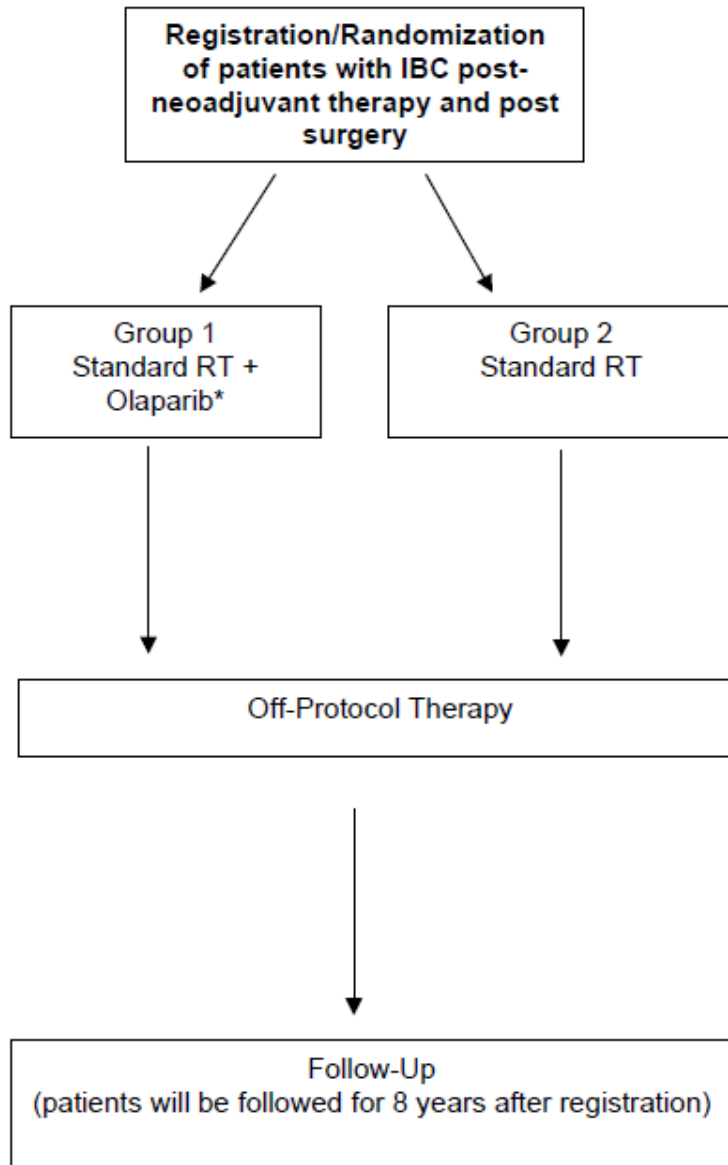 Registration/Randomization
of patients with IBC post-
neoadjuvant therapy and post
surgery
Group 1
Standard RT +
Olaparib*
Group 2
Standard RT
Off-Protocol Therapy
Follow-Up
(patients will be followed for 8 years after registration)